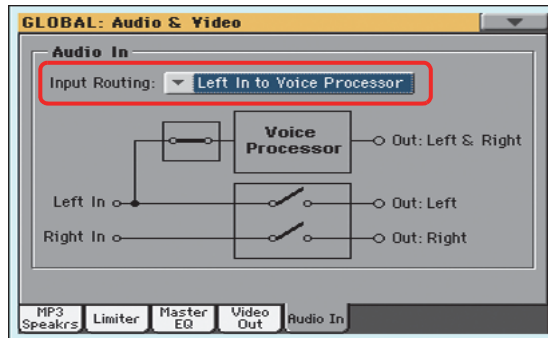 GLOBAL: Audio & Video
Audio In
Input Routing: Left In to Voice Processor
Voice
Processor
Out: Left & Right
Left In
Out: Left
Right In
Out: Right
MP3
Speakrs
Limiter
Master
EQ
Video
Out
Audio In